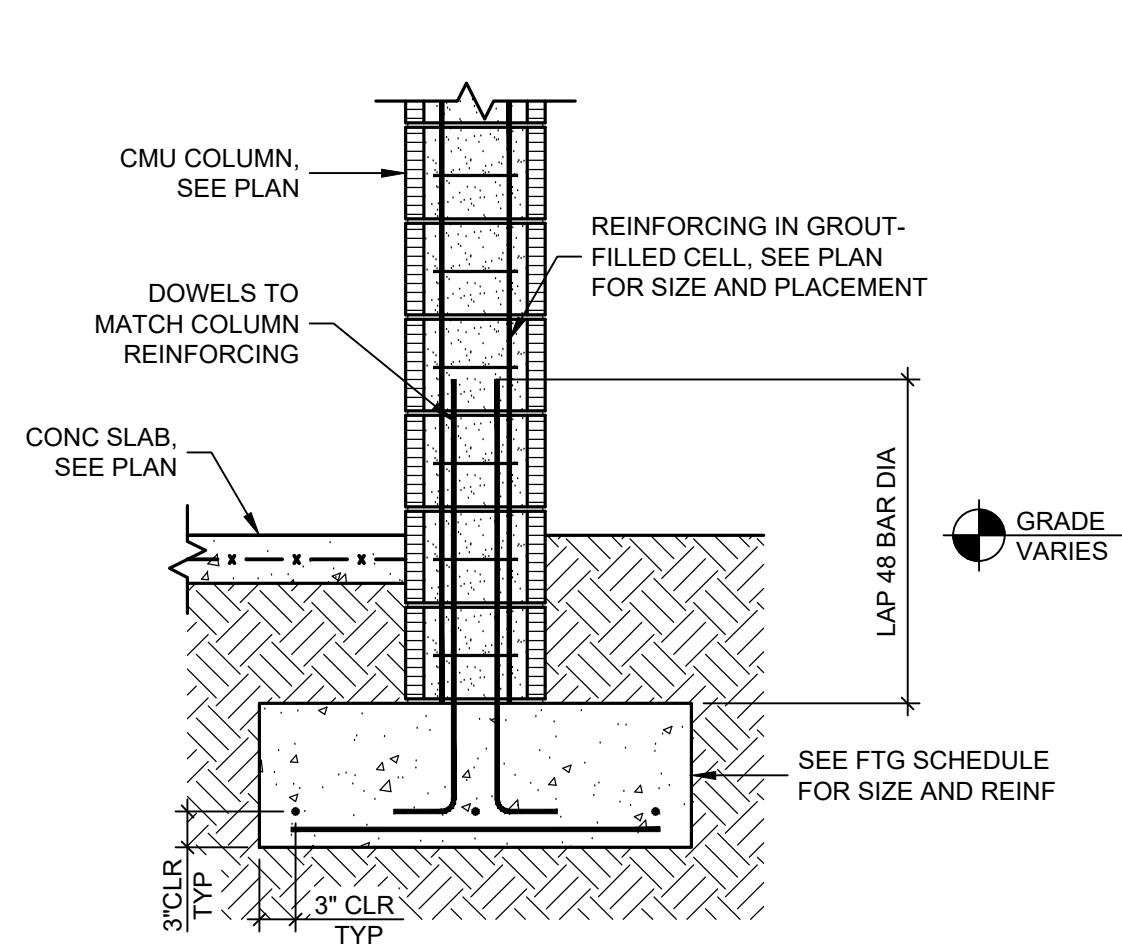 CMU COLUMN,
SEE PLAN
REINFORCING IN GROUT-
FILLED CELL, SEE PLAN
FOR SIZE AND PLACEMENT
DOWELS TO
MATCH COLUMN
REINFORCING
CONC SLAB,
SEE PLAN
LAP 48 BAR DIA
GRADE
VARIES
SEE FTG SCHEDULE
FOR SIZE AND REINF
3"CLR
TYP
3" CLR
TYP